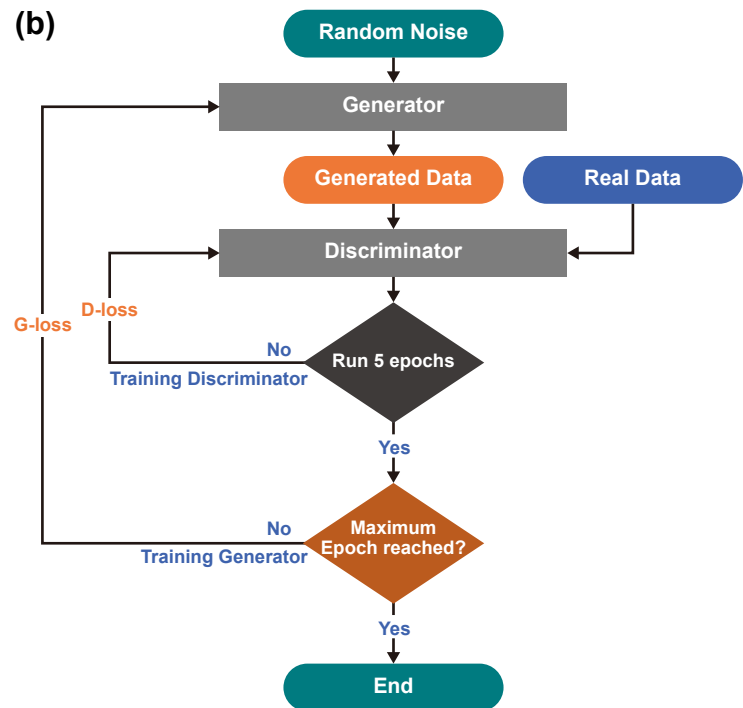 (b)
Random Noise
Generator
Generated Data
Real Data
Discriminator
D-loss
G-loss
No
Training Discriminator
Run 5 epochs
Yes
No
Training Generator
Maximum
Epoch reached?
Yes
End